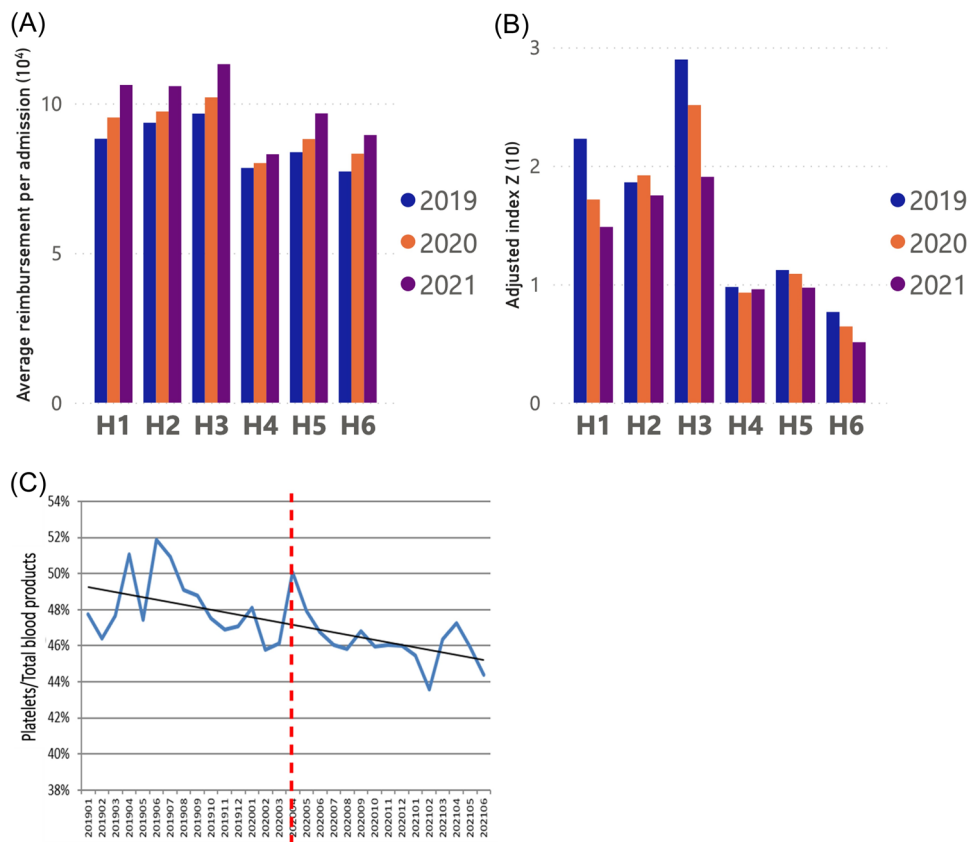 (A)
Average reimbursement per admission (10⁴)
10
5
0
H1 H2 H3 H4 H5 H6
2019
2020
2021
(B)
Adjusted index Z (10)
3
2
1
0
H1 H2 H3 H4 H5 H6
2019
2020
2021
(C)
Platelets/Total blood products
54%
52%
50%
48%
46%
44%
42%
40%
38%
201901 201902 201903 201904 201905 201906 201907 201908 201909 201910 201911 201912 202001 202002 202003 202004 202005 202006 202007 202008 202009 202010 202011 202012 202101 202102 202103 202104 202105 202106